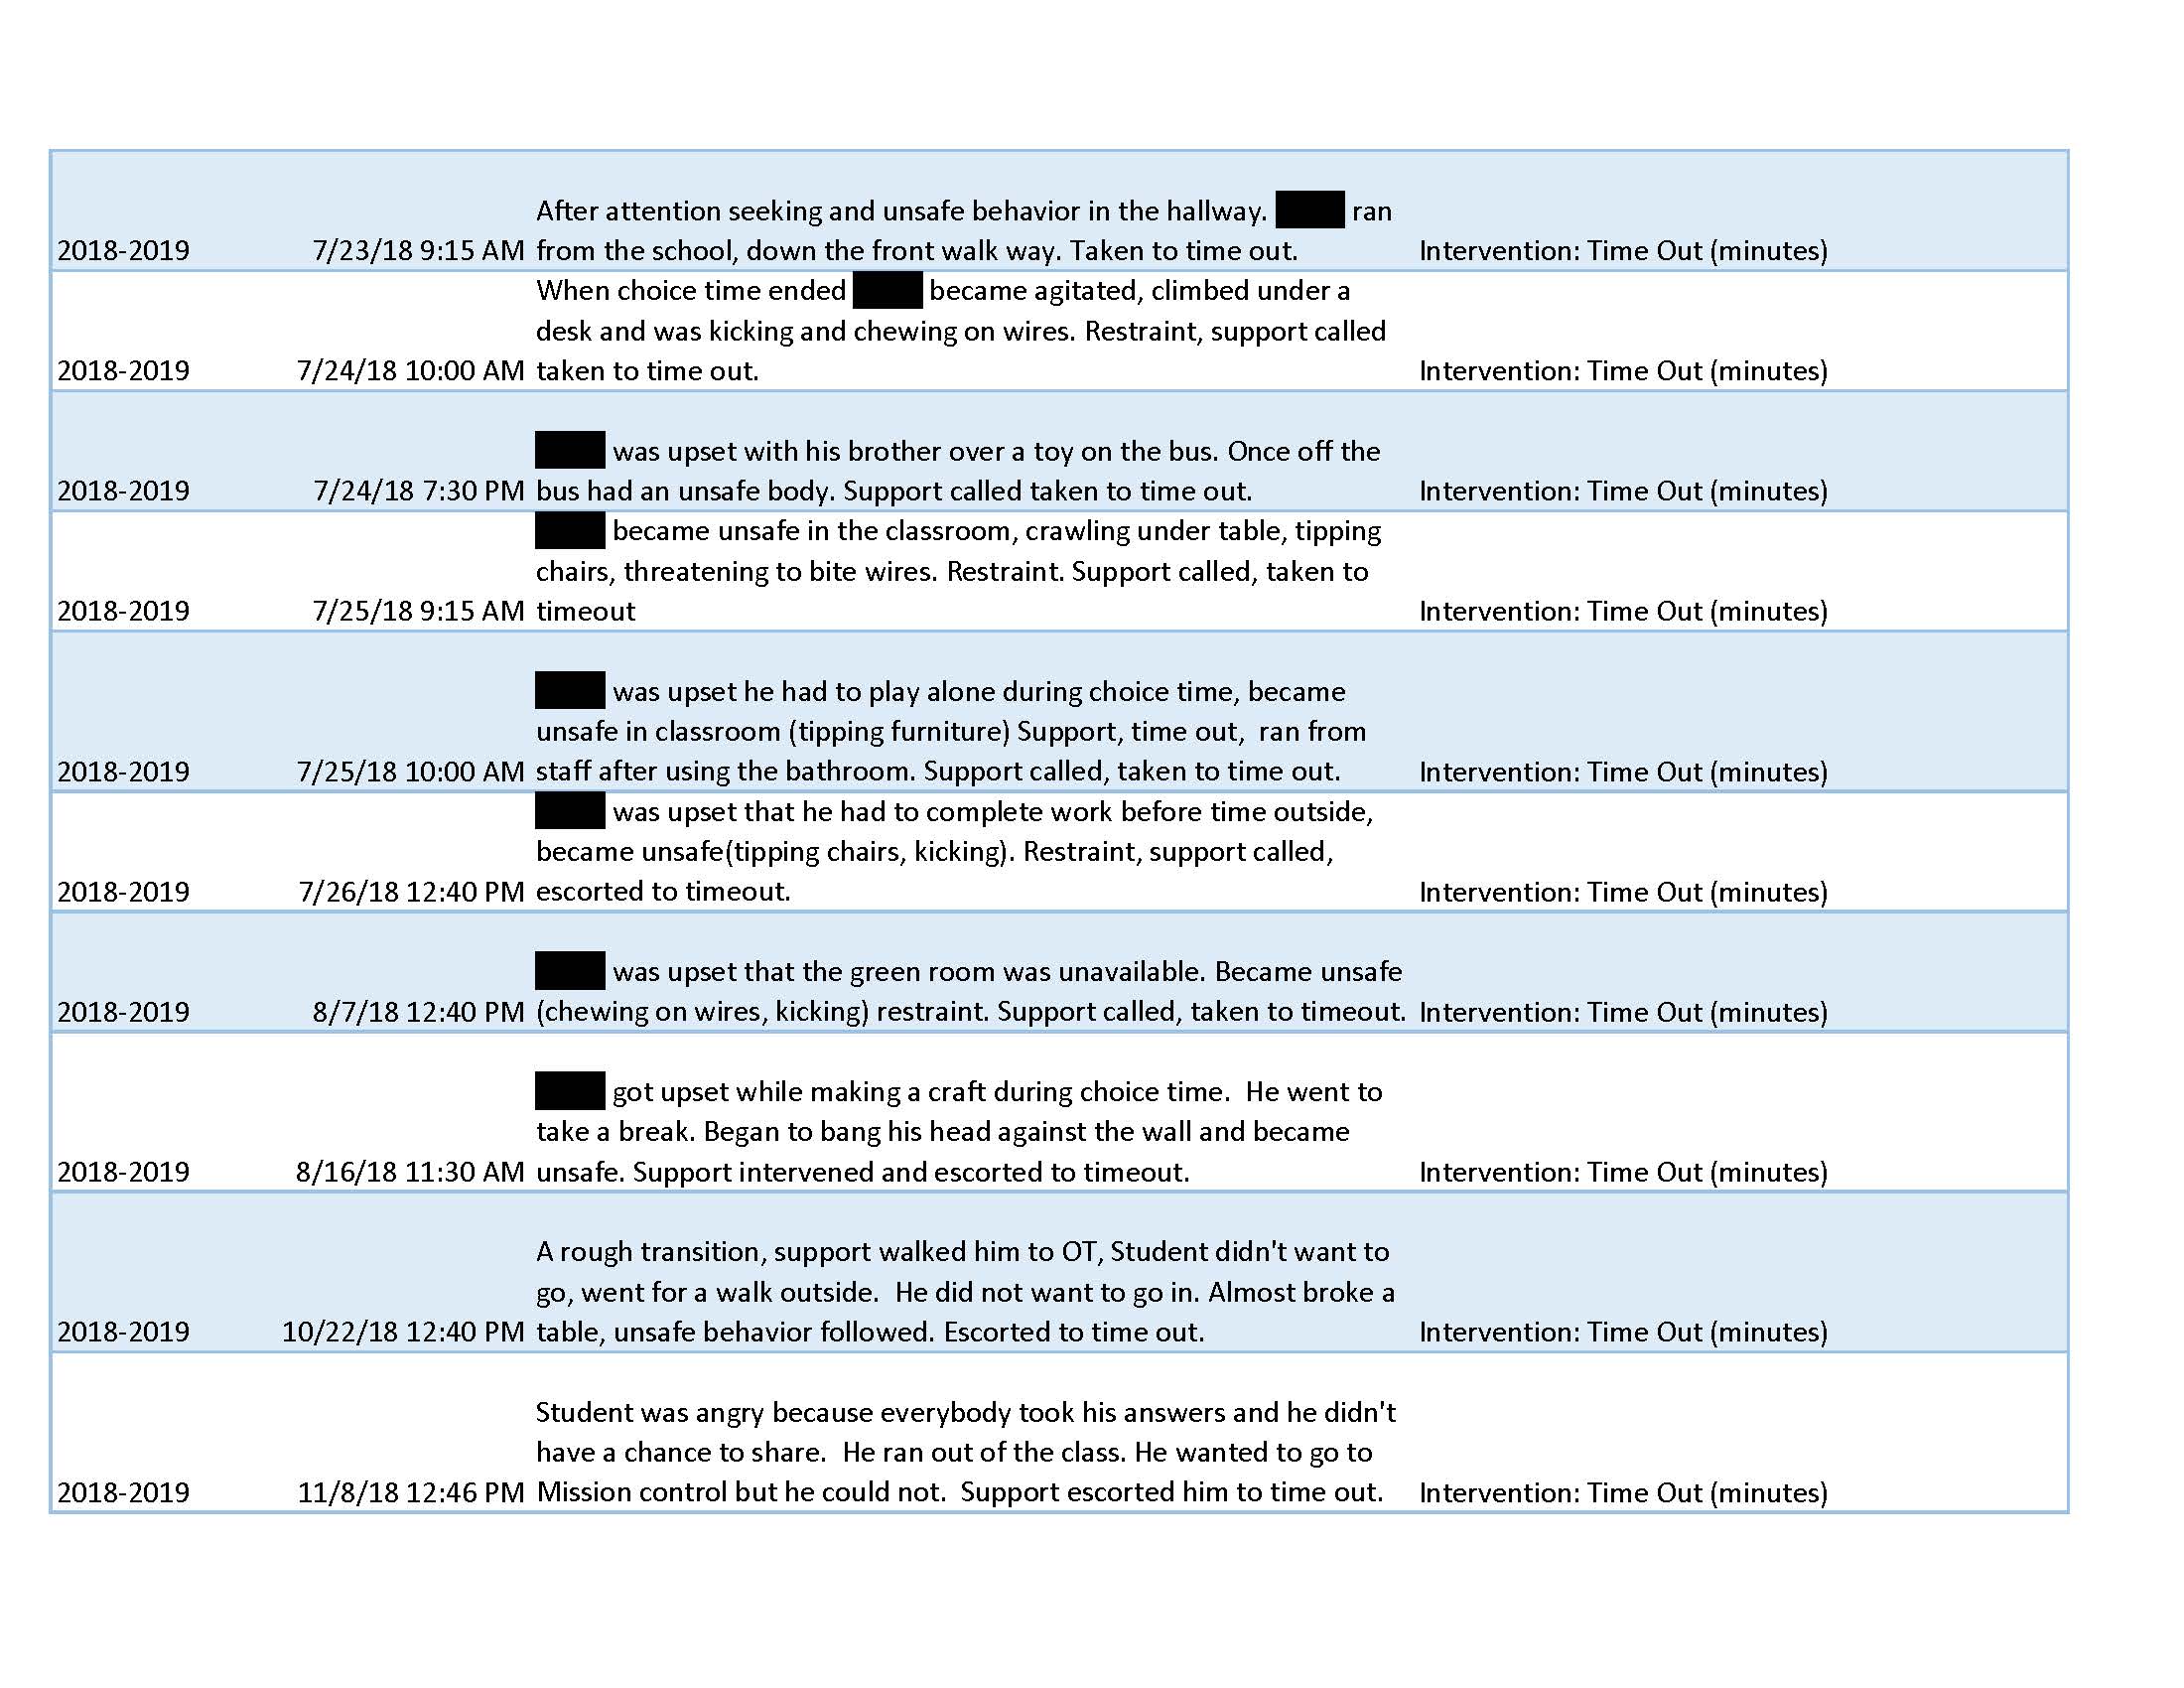 After attention seeking and unsafe behavior in the hallway. ran
2018-2019 7/23/18 9:15 AM from the school, down the front walk way. Taken to time out. Intervention: Time Out (minutes)
When choice time ended became agitated, climbed under a
desk and was kicking and chewing on wires. Restraint, support called
2018-2019 7/24/18 10:00 AM taken to time out. Intervention: Time Out (minutes)
was upset with his brother over a toy on the bus. Once off the
2018-2019 7/24/18 7:30 PM bus had an unsafe body. Support called taken to time out. Intervention: Time Out (minutes)
became unsafe in the classroom, crawling under table, tipping
chairs, threatening to bite wires. Restraint. Support called, taken to
2018-2019 7/25/18 9:15 AM timeout Intervention: Time Out (minutes)
was upset he had to play alone during choice time, became
unsafe in classroom (tipping furniture) Support, time out, ran from
2018-2019 7/25/18 10:00 AM staff after using the bathroom. Support called, taken to time out. Intervention: Time Out (minutes)
was upset that he had to complete work before time outside,
became unsafe(tipping chairs, kicking). Restraint, support called,
2018-2019 7/26/18 12:40 PM escorted to timeout. Intervention: Time Out (minutes)
was upset that the green room was unavailable. Became unsafe
2018-2019 8/7/18 12:40 PM (chewing on wires, kicking) restraint. Support called, taken to timeout. Intervention: Time Out (minutes)
got upset while making a craft during choice time. He went to
take a break. Began to bang his head against the wall and became
2018-2019 8/16/18 11:30 AM unsafe. Support intervened and escorted to timeout. Intervention: Time Out (minutes)
A rough transition, support walked him to OT, Student didn't want to
go, went for a walk outside. He did not want to go in. Almost broke a
2018-2019 10/22/18 12:40 PM table, unsafe behavior followed. Escorted to time out. Intervention: Time Out (minutes)
Student was angry because everybody took his answers and he didn't
have a chance to share. He ran out of the class. He wanted to go to
2018-2019 11/8/18 12:46 PM Mission control but he could not. Support escorted him to time out. Intervention: Time Out (minutes)